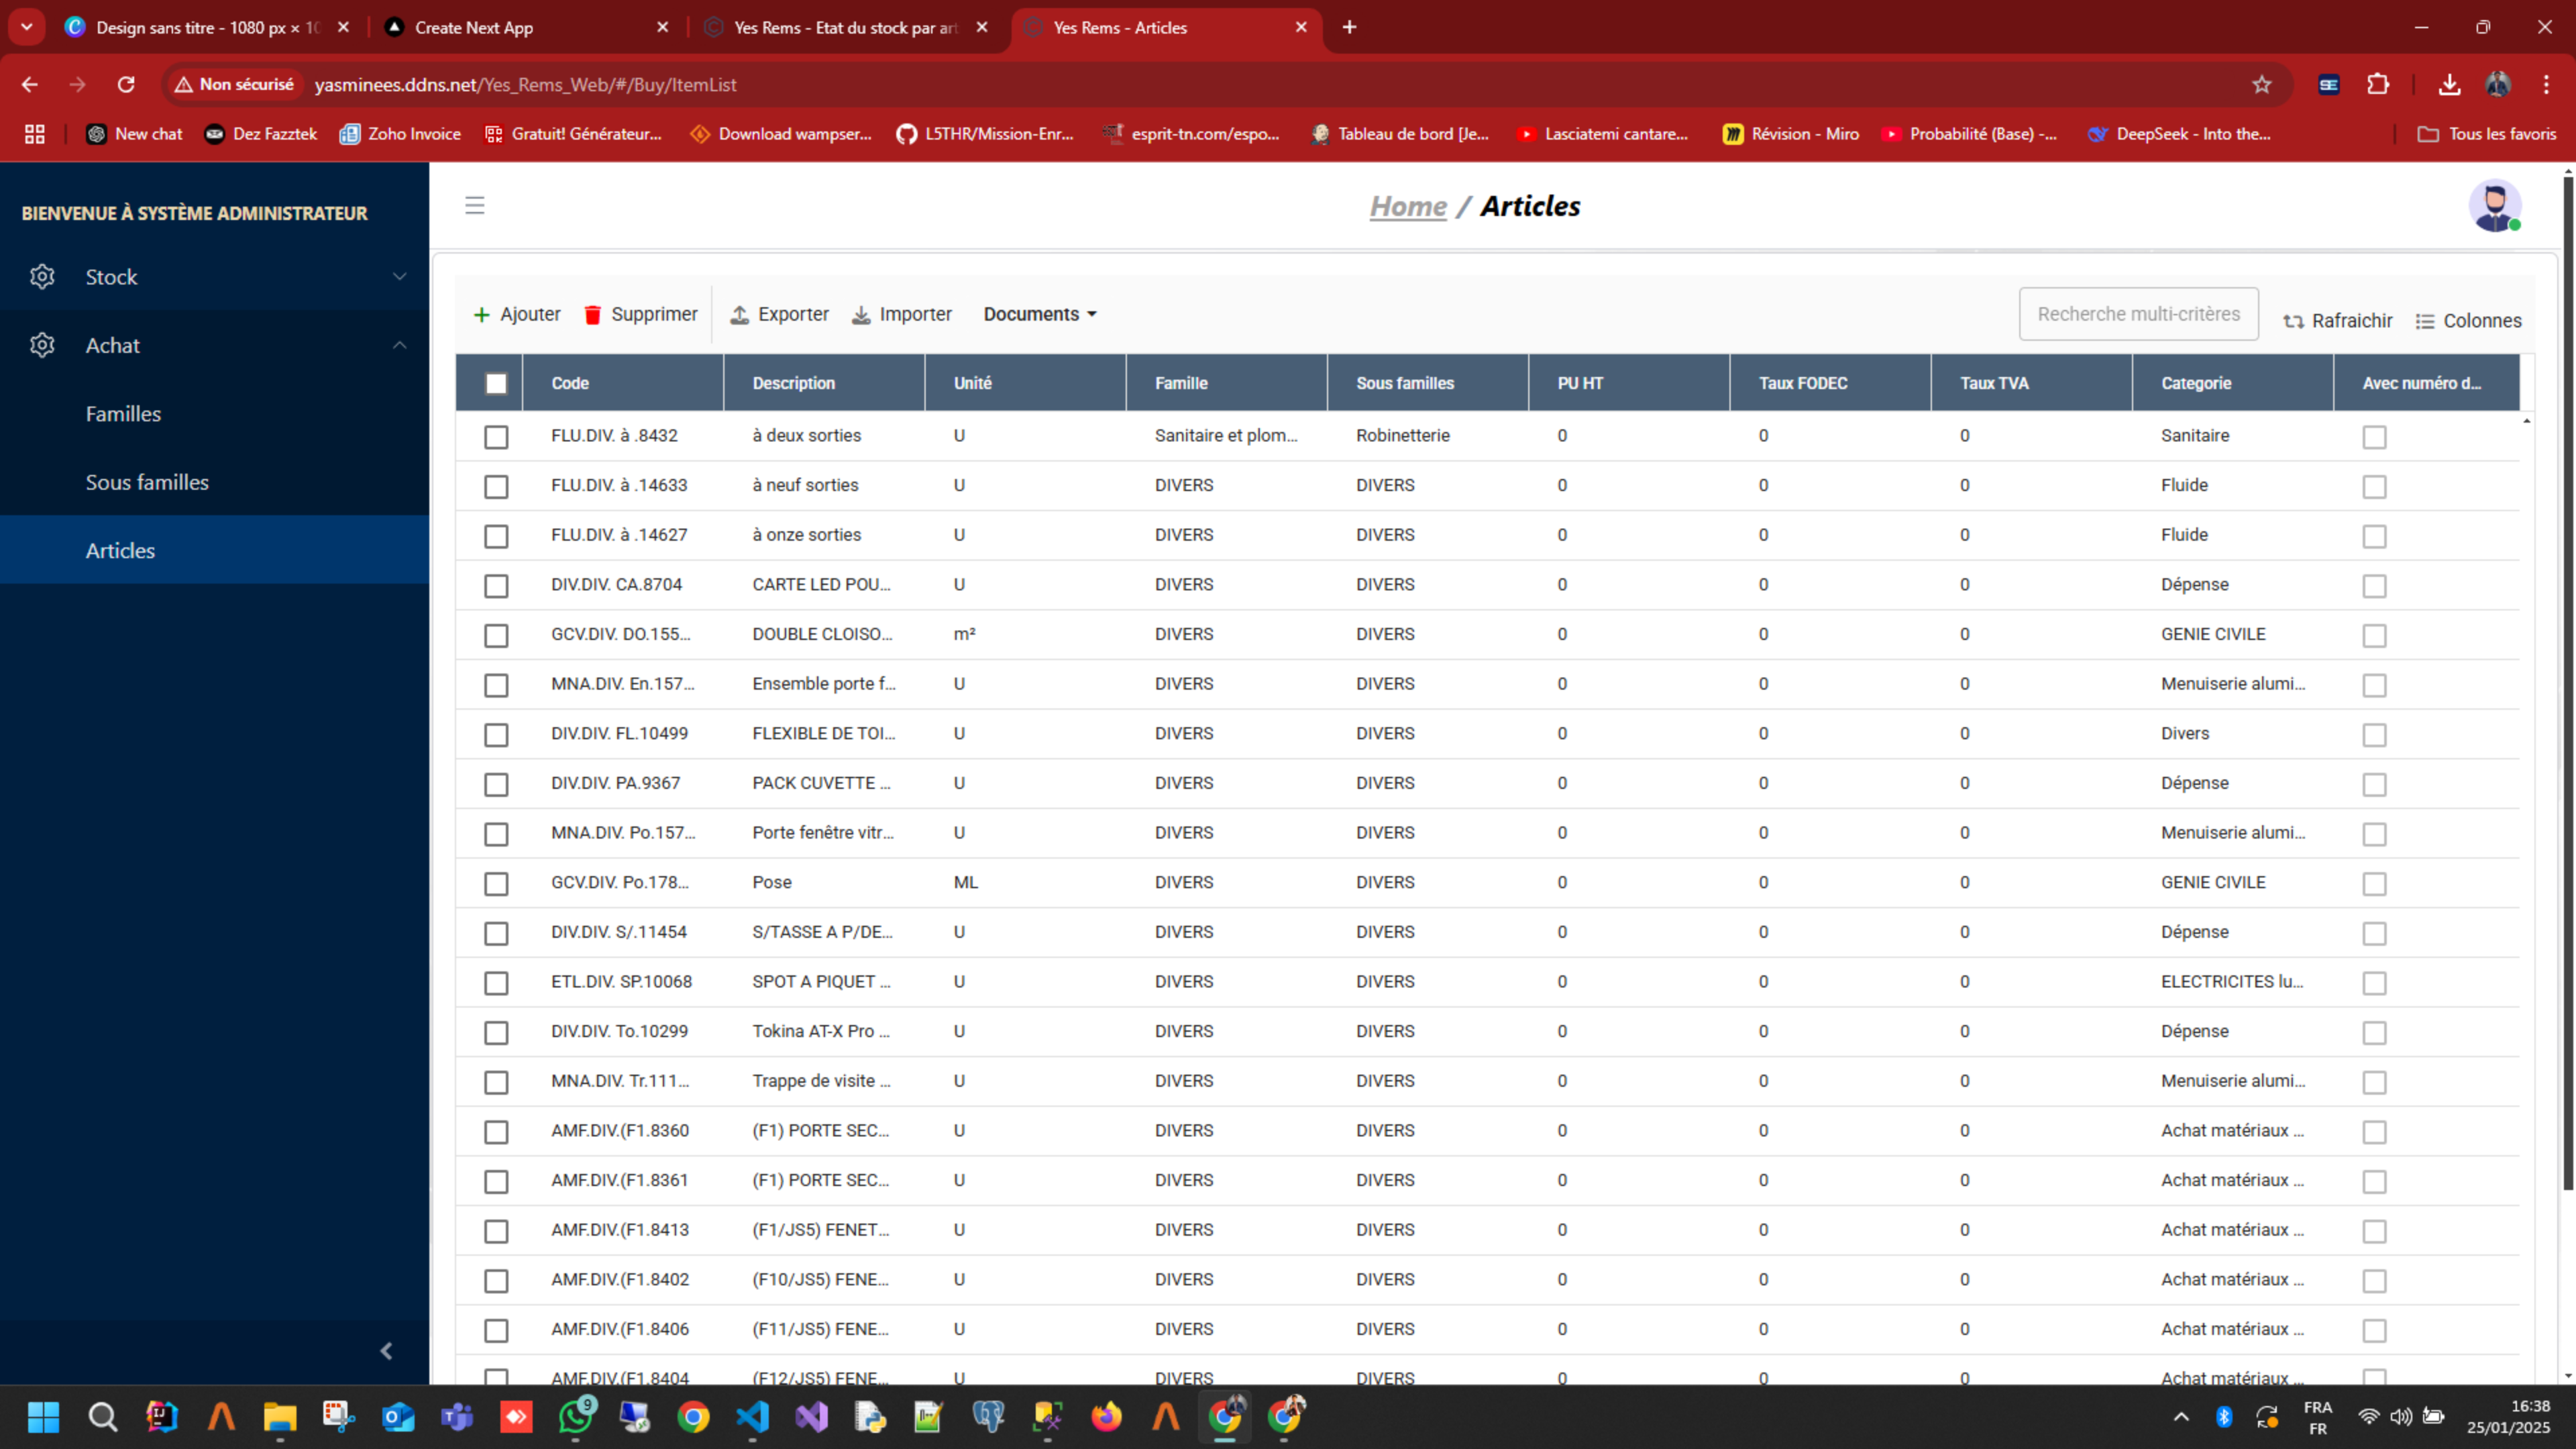 Design sans titre - 1080 px × 10
Create Next App
Yes Rems - Etat du stock par art
Yes Rems - Articles
Non sécurisé
yasminees.ddns.net/Yes_Rems_Web/#/Buy/ItemList
New chat
Dez Fazztek
Zoho Invoice
Gratuit! Générateur...
Download wampser...
L5THR/Mission-Enr...
esprit-tn.com/espo...
Tableau de bord [Je...
Lasciatemi cantare...
Révision - Miro
Probabilité (Base) -...
DeepSeek - Into the...
Tous les favoris
BIENVENUE À SYSTÈME ADMINISTRATEUR
Stock
Achat
Familles
Sous familles
Articles
Home / Articles
Ajouter Supprimer Exporter Importer Documents
Recherche multi-critères Rafraichir Colonnes
Code Description Unité Famille Sous familles PU HT Taux FODEC Taux TVA Categorie Avec numéro d...
FLU.DIV. à .8432 à deux sorties U Sanitaire et plom... Robinetterie 0 0 0 Sanitaire
FLU.DIV. à .14633 à neuf sorties U DIVERS DIVERS 0 0 0 Fluide
FLU.DIV. à .14627 à onze sorties U DIVERS DIVERS 0 0 0 Fluide
DIV.DIV. CA.8704 CARTE LED POU... U DIVERS DIVERS 0 0 0 Dépense
GCV.DIV. DO.155... DOUBLE CLOISO... m² DIVERS DIVERS 0 0 0 GENIE CIVILE
MNA.DIV. En.157... Ensemble porte f... U DIVERS DIVERS 0 0 0 Menuiserie alumi...
DIV.DIV. FL.10499 FLEXIBLE DE TOI... U DIVERS DIVERS 0 0 0 Divers
DIV.DIV. PA.9367 PACK CUVETTE ... U DIVERS DIVERS 0 0 0 Dépense
MNA.DIV. Po.157... Porte fenêtre vitr... U DIVERS DIVERS 0 0 0 Menuiserie alumi...
GCV.DIV. Po.178... Pose ML DIVERS DIVERS 0 0 0 GENIE CIVILE
DIV.DIV. S/.11454 S/TASSE A P/DE... U DIVERS DIVERS 0 0 0 Dépense
ETL.DIV. SP.10068 SPOT A PIQUET ... U DIVERS DIVERS 0 0 0 ELECTRICITES lu...
DIV.DIV. To.10299 Tokina AT-X Pro ... U DIVERS DIVERS 0 0 0 Dépense
MNA.DIV. Tr.111... Trappe de visite ... U DIVERS DIVERS 0 0 0 Menuiserie alumi...
AMF.DIV.(F1.8360 (F1) PORTE SEC... U DIVERS DIVERS 0 0 0 Achat matériaux ...
AMF.DIV.(F1.8361 (F1) PORTE SEC... U DIVERS DIVERS 0 0 0 Achat matériaux ...
AMF.DIV.(F1.8413 (F1/JS5) FENET... U DIVERS DIVERS 0 0 0 Achat matériaux ...
AMF.DIV.(F1.8402 (F10/JS5) FENE... U DIVERS DIVERS 0 0 0 Achat matériaux ...
AMF.DIV.(F1.8406 (F11/JS5) FENE... U DIVERS DIVERS 0 0 0 Achat matériaux ...
AMF.DIV.(F1.8404 (F12/JS5) FENE... U DIVERS DIVERS 0 0 0 Achat matériaux ...
9
FRA
FR
16:38
25/01/2025